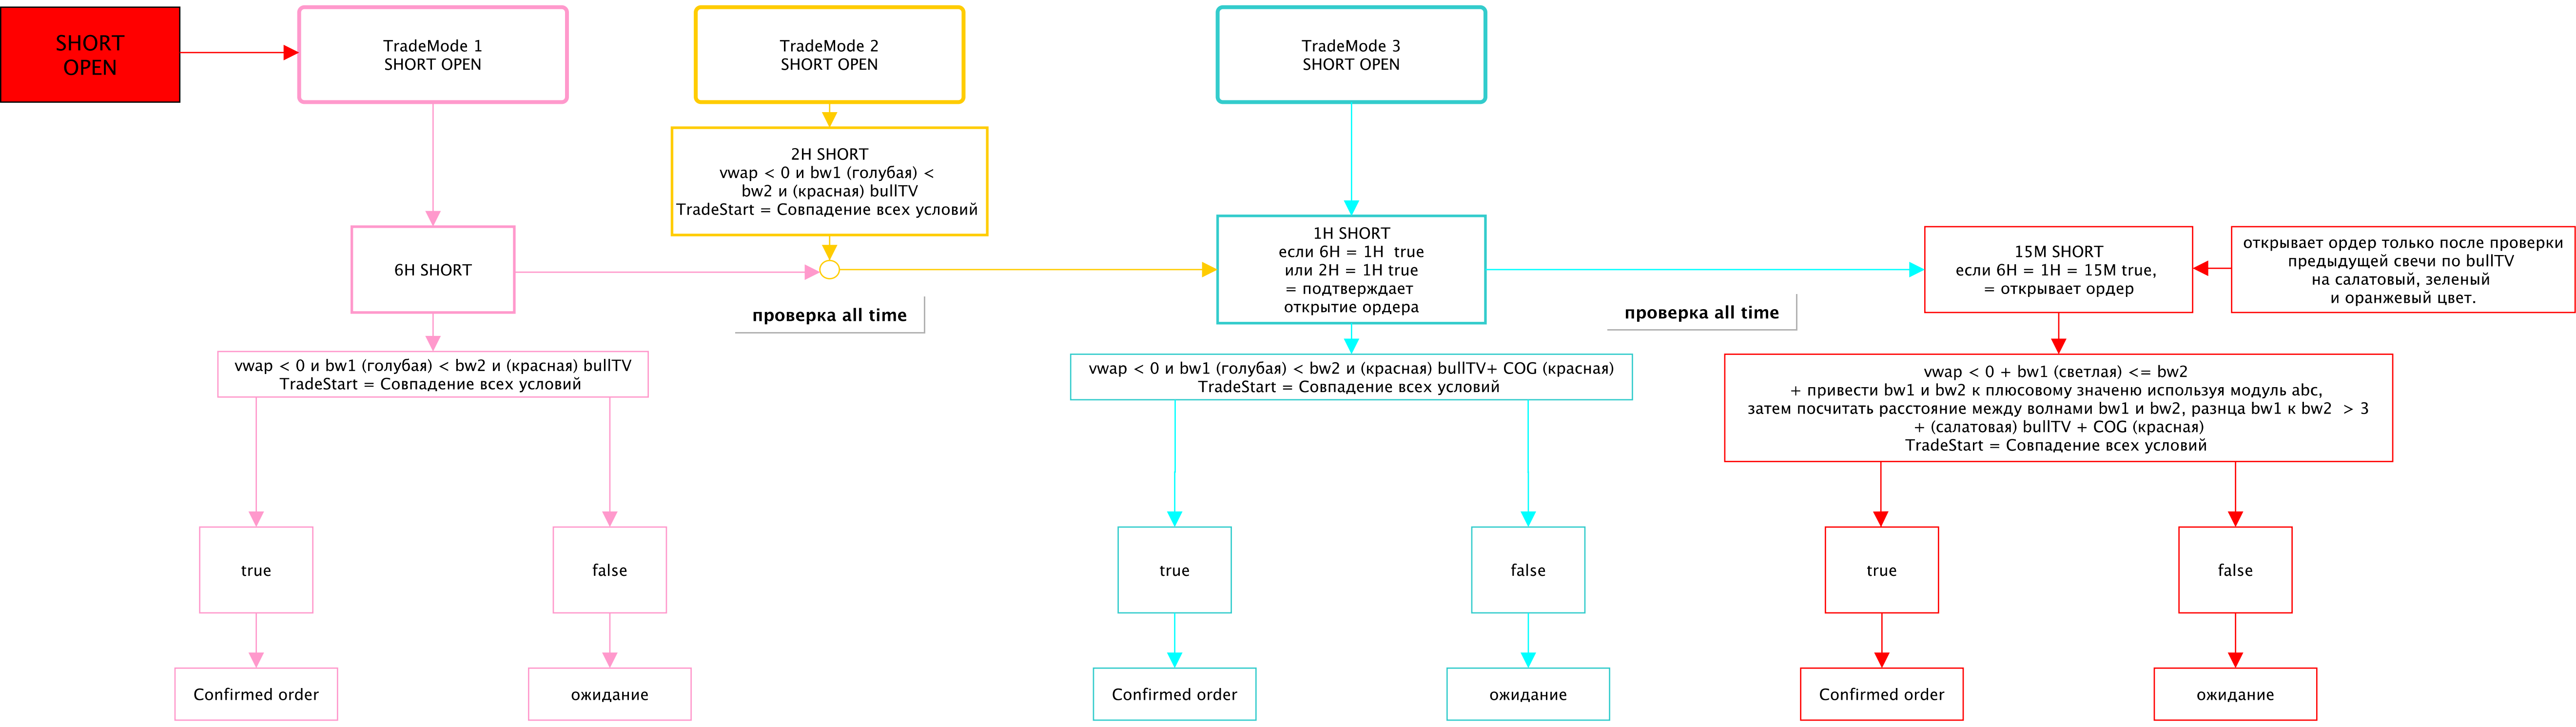 SHORT
OPEN
TradeMode 1
SHORT OPEN
TradeMode 2
SHORT OPEN
TradeMode 3
SHORT OPEN
2H SHORT
vwap < 0 и bw1 (голубая) <
bw2 и (красная) bullTV
TradeStart = Совпадение всех условий
6H SHORT
проверка all time
1H SHORT
если 6H = 1H true
или 2H = 1H true
= подтверждает
открытие ордера
проверка all time
15M SHORT
если 6H = 1H = 15M true,
= открывает ордер
открывает ордер только после проверки
предыдущей свечи по bullTV
на салатовый, зеленый
и оранжевый цвет.
vwap < 0 и bw1 (голубая) < bw2 и (красная) bullTV
TradeStart = Совпадение всех условий
vwap < 0 и bw1 (голубая) < bw2 и (красная) bullTV+ COG (красная)
TradeStart = Совпадение всех условий
vwap < 0 + bw1 (светлая) <= bw2
+ привести bw1 и bw2 к плюсовому значеню используя модуль abc,
затем посчитать расстояние между волнами bw1 и bw2, разнца bw1 к bw2 > 3
+ (салатовая) bullTV + COG (красная)
TradeStart = Совпадение всех условий
true
false
true
false
true
false
Confirmed order
ожидание
Confirmed order
ожидание
Confirmed order
ожидание